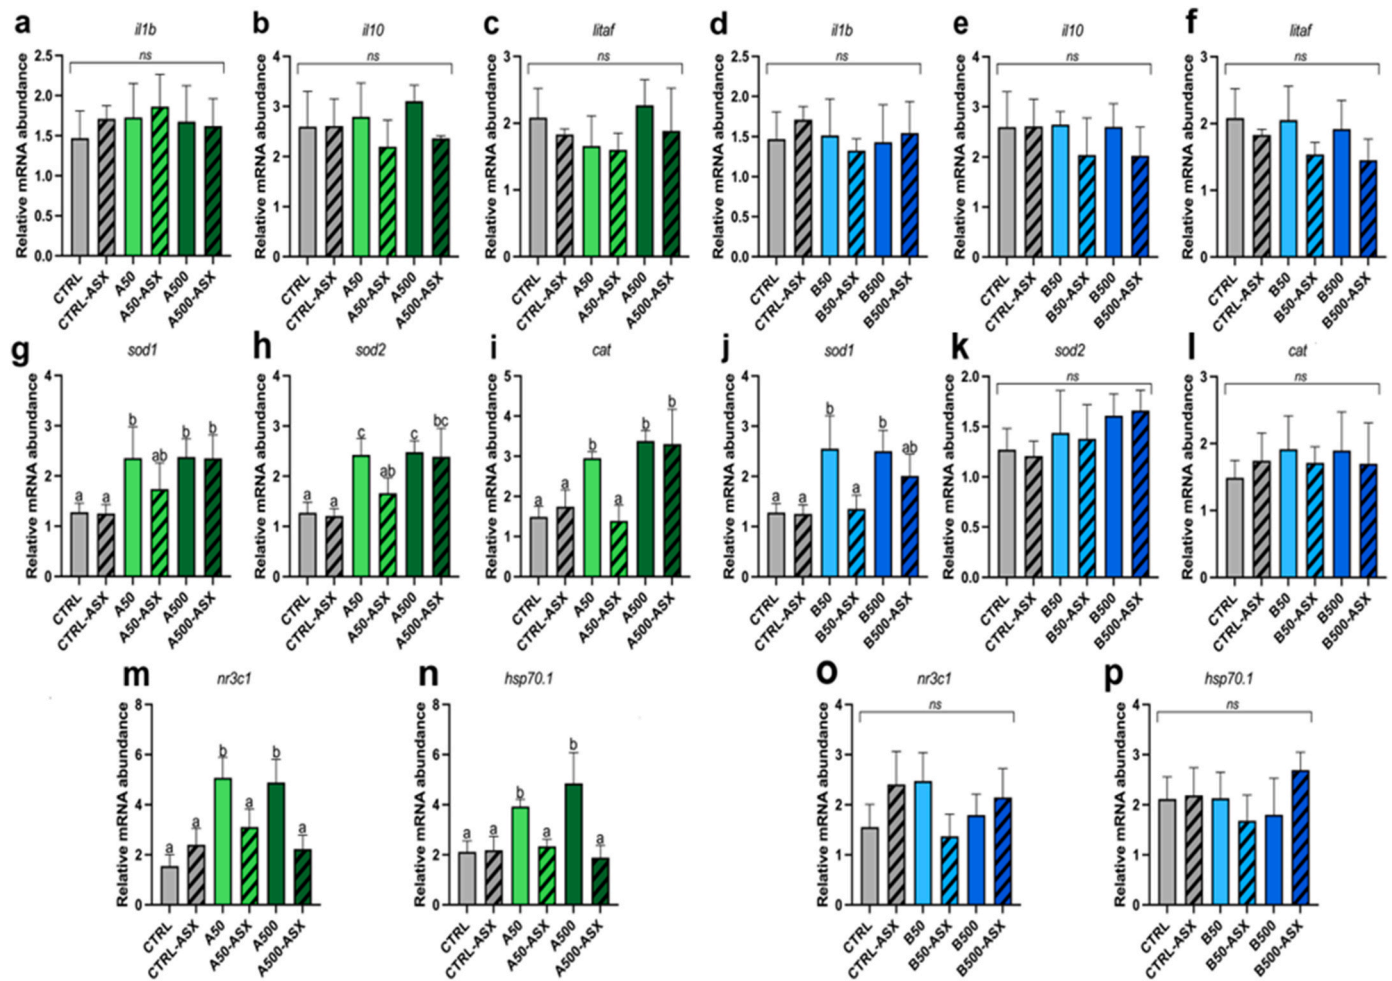 a il1b
Relative mRNA abundance
2.5
2.0
1.5
1.0
0.5
0.0
ns
CTRL CTRL-ASX A50 A50-ASX A500 A500-ASX
b il10
Relative mRNA abundance
4
3
2
1
0
ns
CTRL CTRL-ASX A50 A50-ASX A500 A500-ASX
c litaf
Relative mRNA abundance
3
2
1
0
ns
CTRL CTRL-ASX A50 A50-ASX A500 A500-ASX
d il1b
Relative mRNA abundance
2.5
2.0
1.5
1.0
0.5
0.0
ns
CTRL CTRL-ASX B50 B50-ASX B500 B500-ASX
e il10
Relative mRNA abundance
4
3
2
1
0
ns
CTRL CTRL-ASX B50 B50-ASX B500 B500-ASX
f litaf
Relative mRNA abundance
3
2
1
0
ns
CTRL CTRL-ASX B50 B50-ASX B500 B500-ASX
g sod1
Relative mRNA abundance
4
3
2
1
0
a a b ab b b
CTRL CTRL-ASX A50 A50-ASX A500 A500-ASX
h sod2
Relative mRNA abundance
4
3
2
1
0
a a c ab c bc
CTRL CTRL-ASX A50 A50-ASX A500 A500-ASX
i cat
Relative mRNA abundance
5
4
3
2
1
0
a a b a b b
CTRL CTRL-ASX A50 A50-ASX A500 A500-ASX
j sod1
Relative mRNA abundance
4
3
2
1
0
a a b a b ab
CTRL CTRL-ASX B50 B50-ASX B500 B500-ASX
k sod2
Relative mRNA abundance
2.0
1.5
1.0
0.5
0.0
ns
CTRL CTRL-ASX B50 B50-ASX B500 B500-ASX
l cat
Relative mRNA abundance
3
2
1
0
ns
CTRL CTRL-ASX B50 B50-ASX B500 B500-ASX
m nr3c1
Relative mRNA abundance
8
6
4
2
0
a a b a b a
CTRL CTRL-ASX A50 A50-ASX A500 A500-ASX
n hsp70.1
Relative mRNA abundance
8
6
4
2
0
a a b a b a
CTRL CTRL-ASX A50 A50-ASX A500 A500-ASX
o nr3c1
Relative mRNA abundance
4
3
2
1
0
ns
CTRL CTRL-ASX B50 B50-ASX B500 B500-ASX
p hsp70.1
Relative mRNA abundance
4
3
2
1
0
ns
CTRL CTRL-ASX B50 B50-ASX B500 B500-ASX